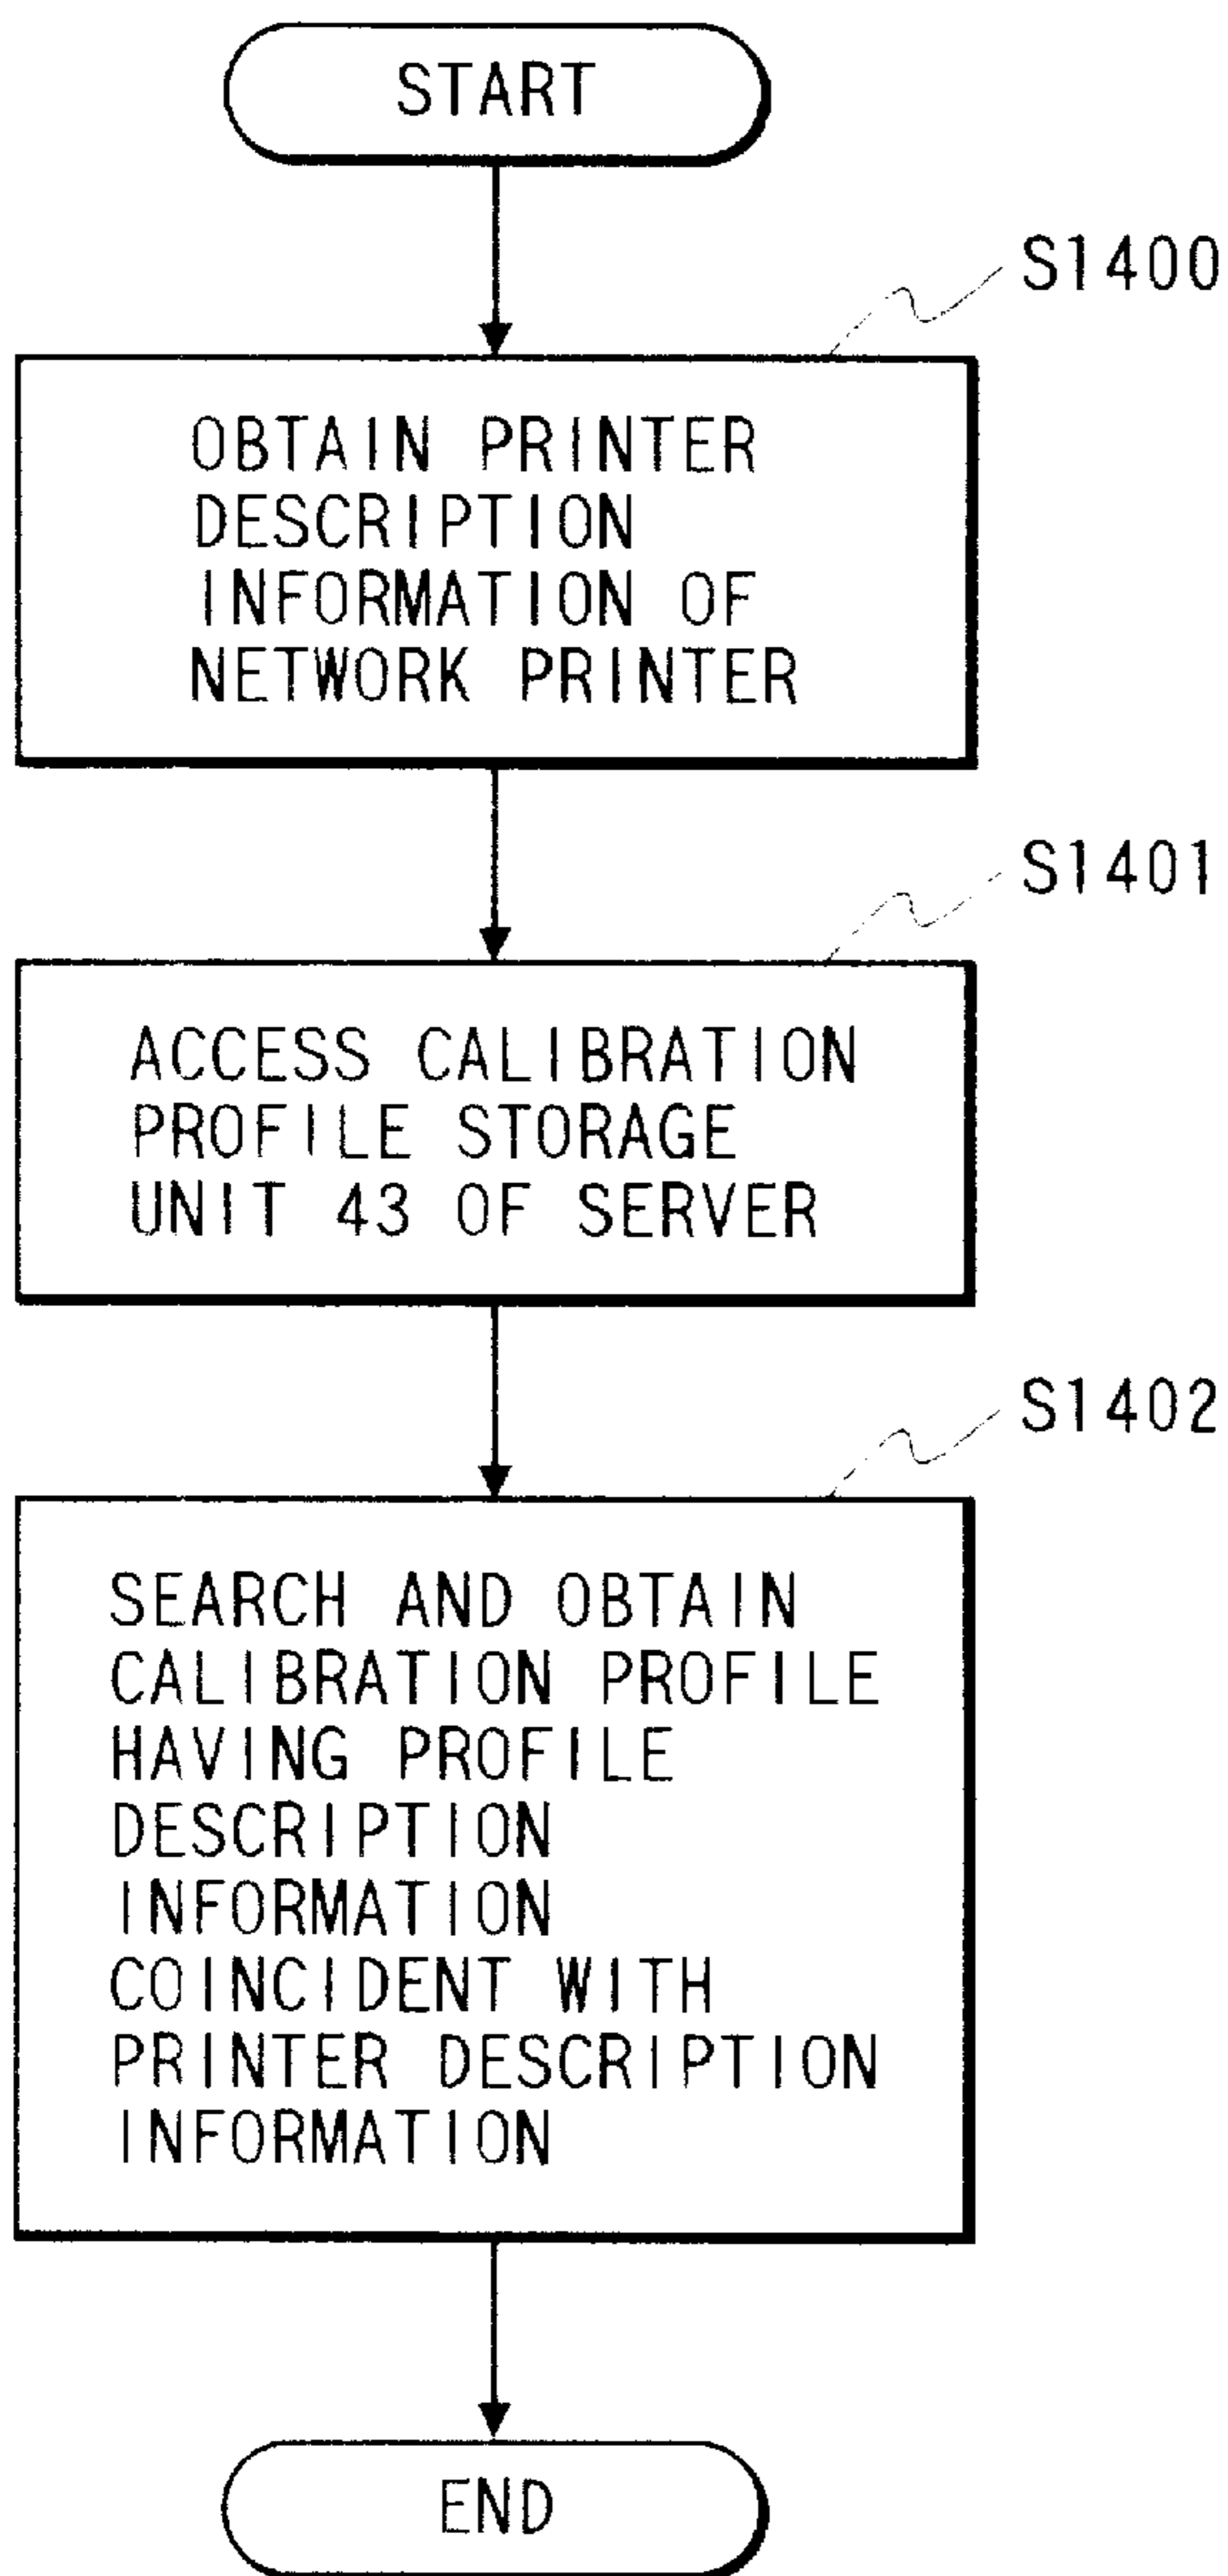 START
S1400
OBTAIN PRINTER
DESCRIPTION
INFORMATION OF
NETWORK PRINTER
S1401
ACCESS CALIBRATION
PROFILE STORAGE
UNIT 43 OF SERVER
S1402
SEARCH AND OBTAIN
CALIBRATION PROFILE
HAVING PROFILE
DESCRIPTION
INFORMATION
COINCIDENT WITH
PRINTER DESCRIPTION
INFORMATION
END